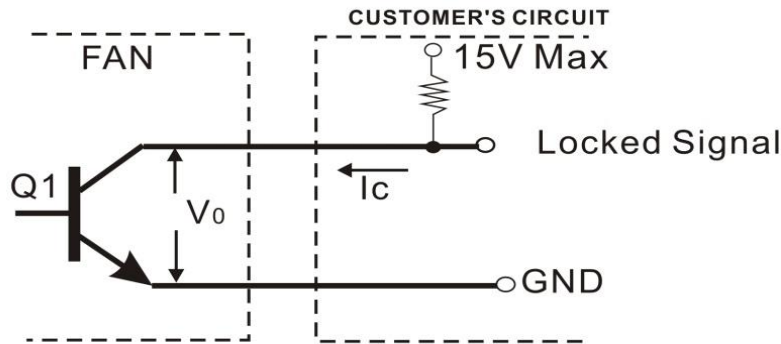 CUSTOMER'S CIRCUIT
FAN
15V Max
Locked Signal
Q1
V₀
Ic
GND